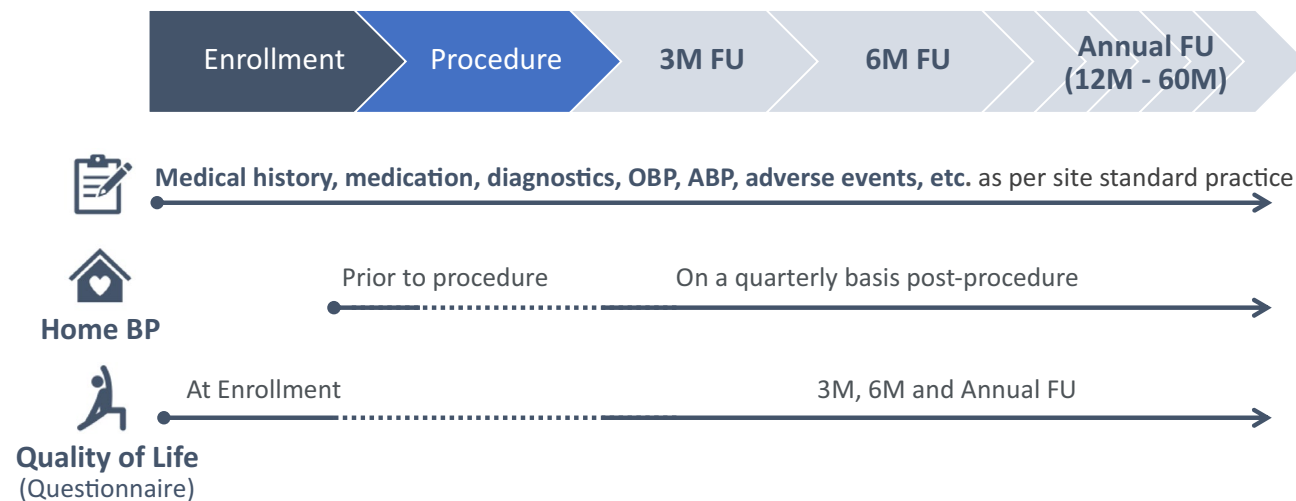 Enrollment
Procedure
3M FU
6M FU
Annual FU
(12M - 60M)
Medical history, medication, diagnostics, OBP, ABP, adverse events, etc. as per site standard practice
Prior to procedure
On a quarterly basis post-procedure
Home BP
At Enrollment
3M, 6M and Annual FU
Quality of Life
(Questionnaire)